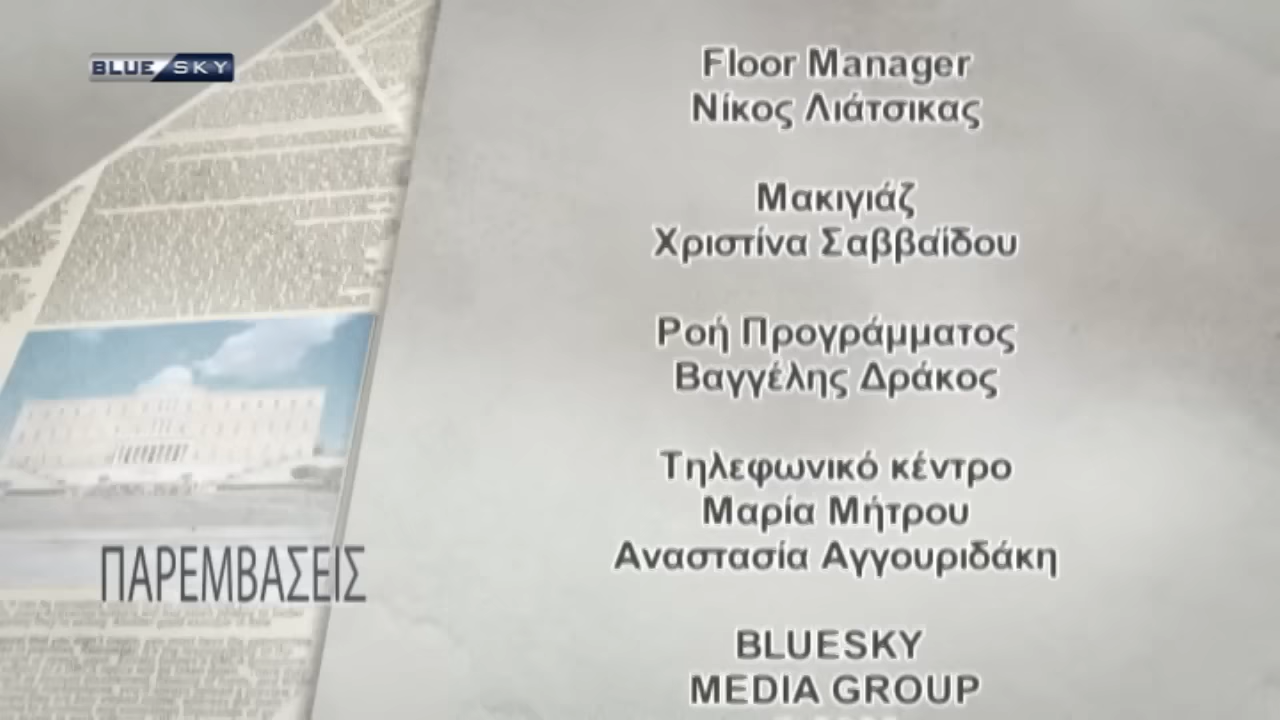 BLUE SKY
Floor Manager
Νίκος Λιάτσικας
Μακιγιάζ
Χριστίνα Σαββαΐδου
Ροή Προγράμματος
Βαγγέλης Δράκος
Τηλεφωνικό κέντρο
Μαρία Μήτρου
Αναστασία Αγγουριδάκη
ΠΑΡΕΜΒΑΣΕΙΣ
BLUESKY
MEDIA GROUP